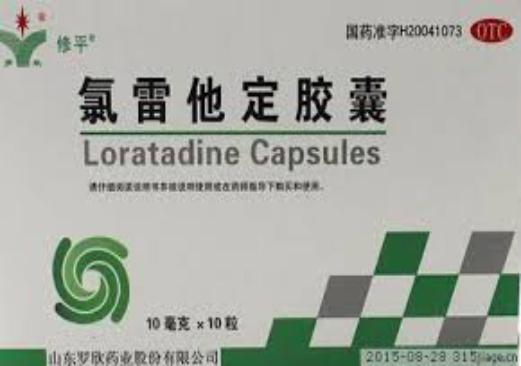 国药准字H20041073 OTC
修平®
氯雷他定胶囊
Loratadine Capsules
请仔细阅读说明书并按说明使用或在药师指导下购买和使用。
10毫克×10粒
山东罗欣药业股份有限公司
2015-08-28 315jiage.cn